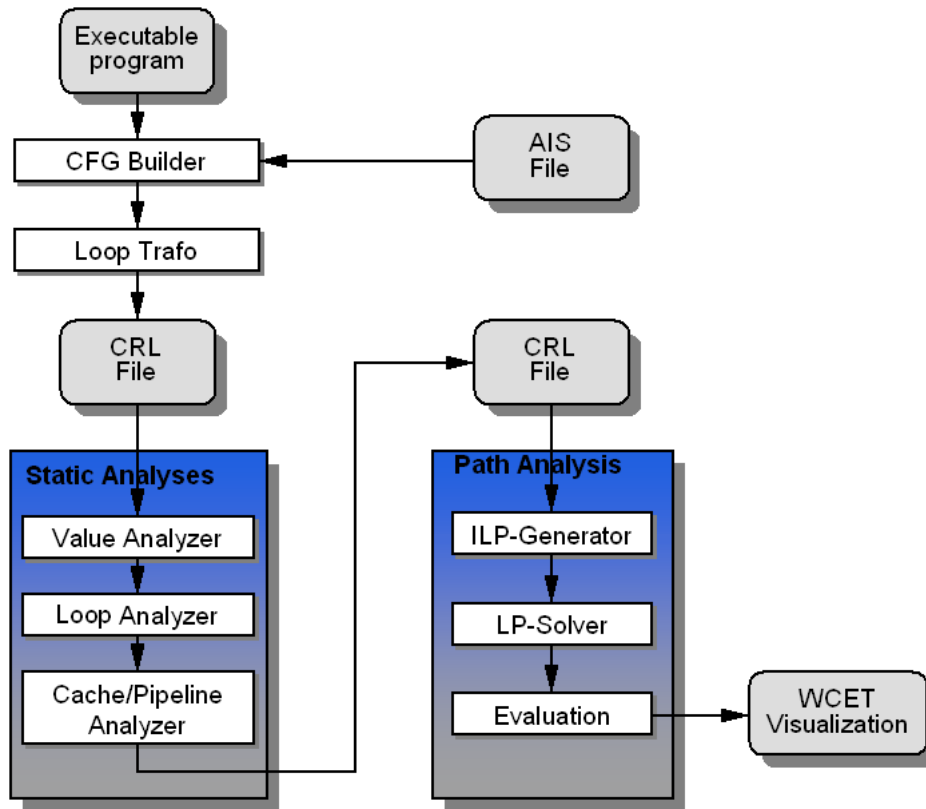 Executable
program
CFG Builder
AIS
File
Loop Trafo
CRL
File
CRL
File
Static Analyses
Value Analyzer
Loop Analyzer
Cache/Pipeline
Analyzer
Path Analysis
ILP-Generator
LP-Solver
Evaluation
WCET
Visualization